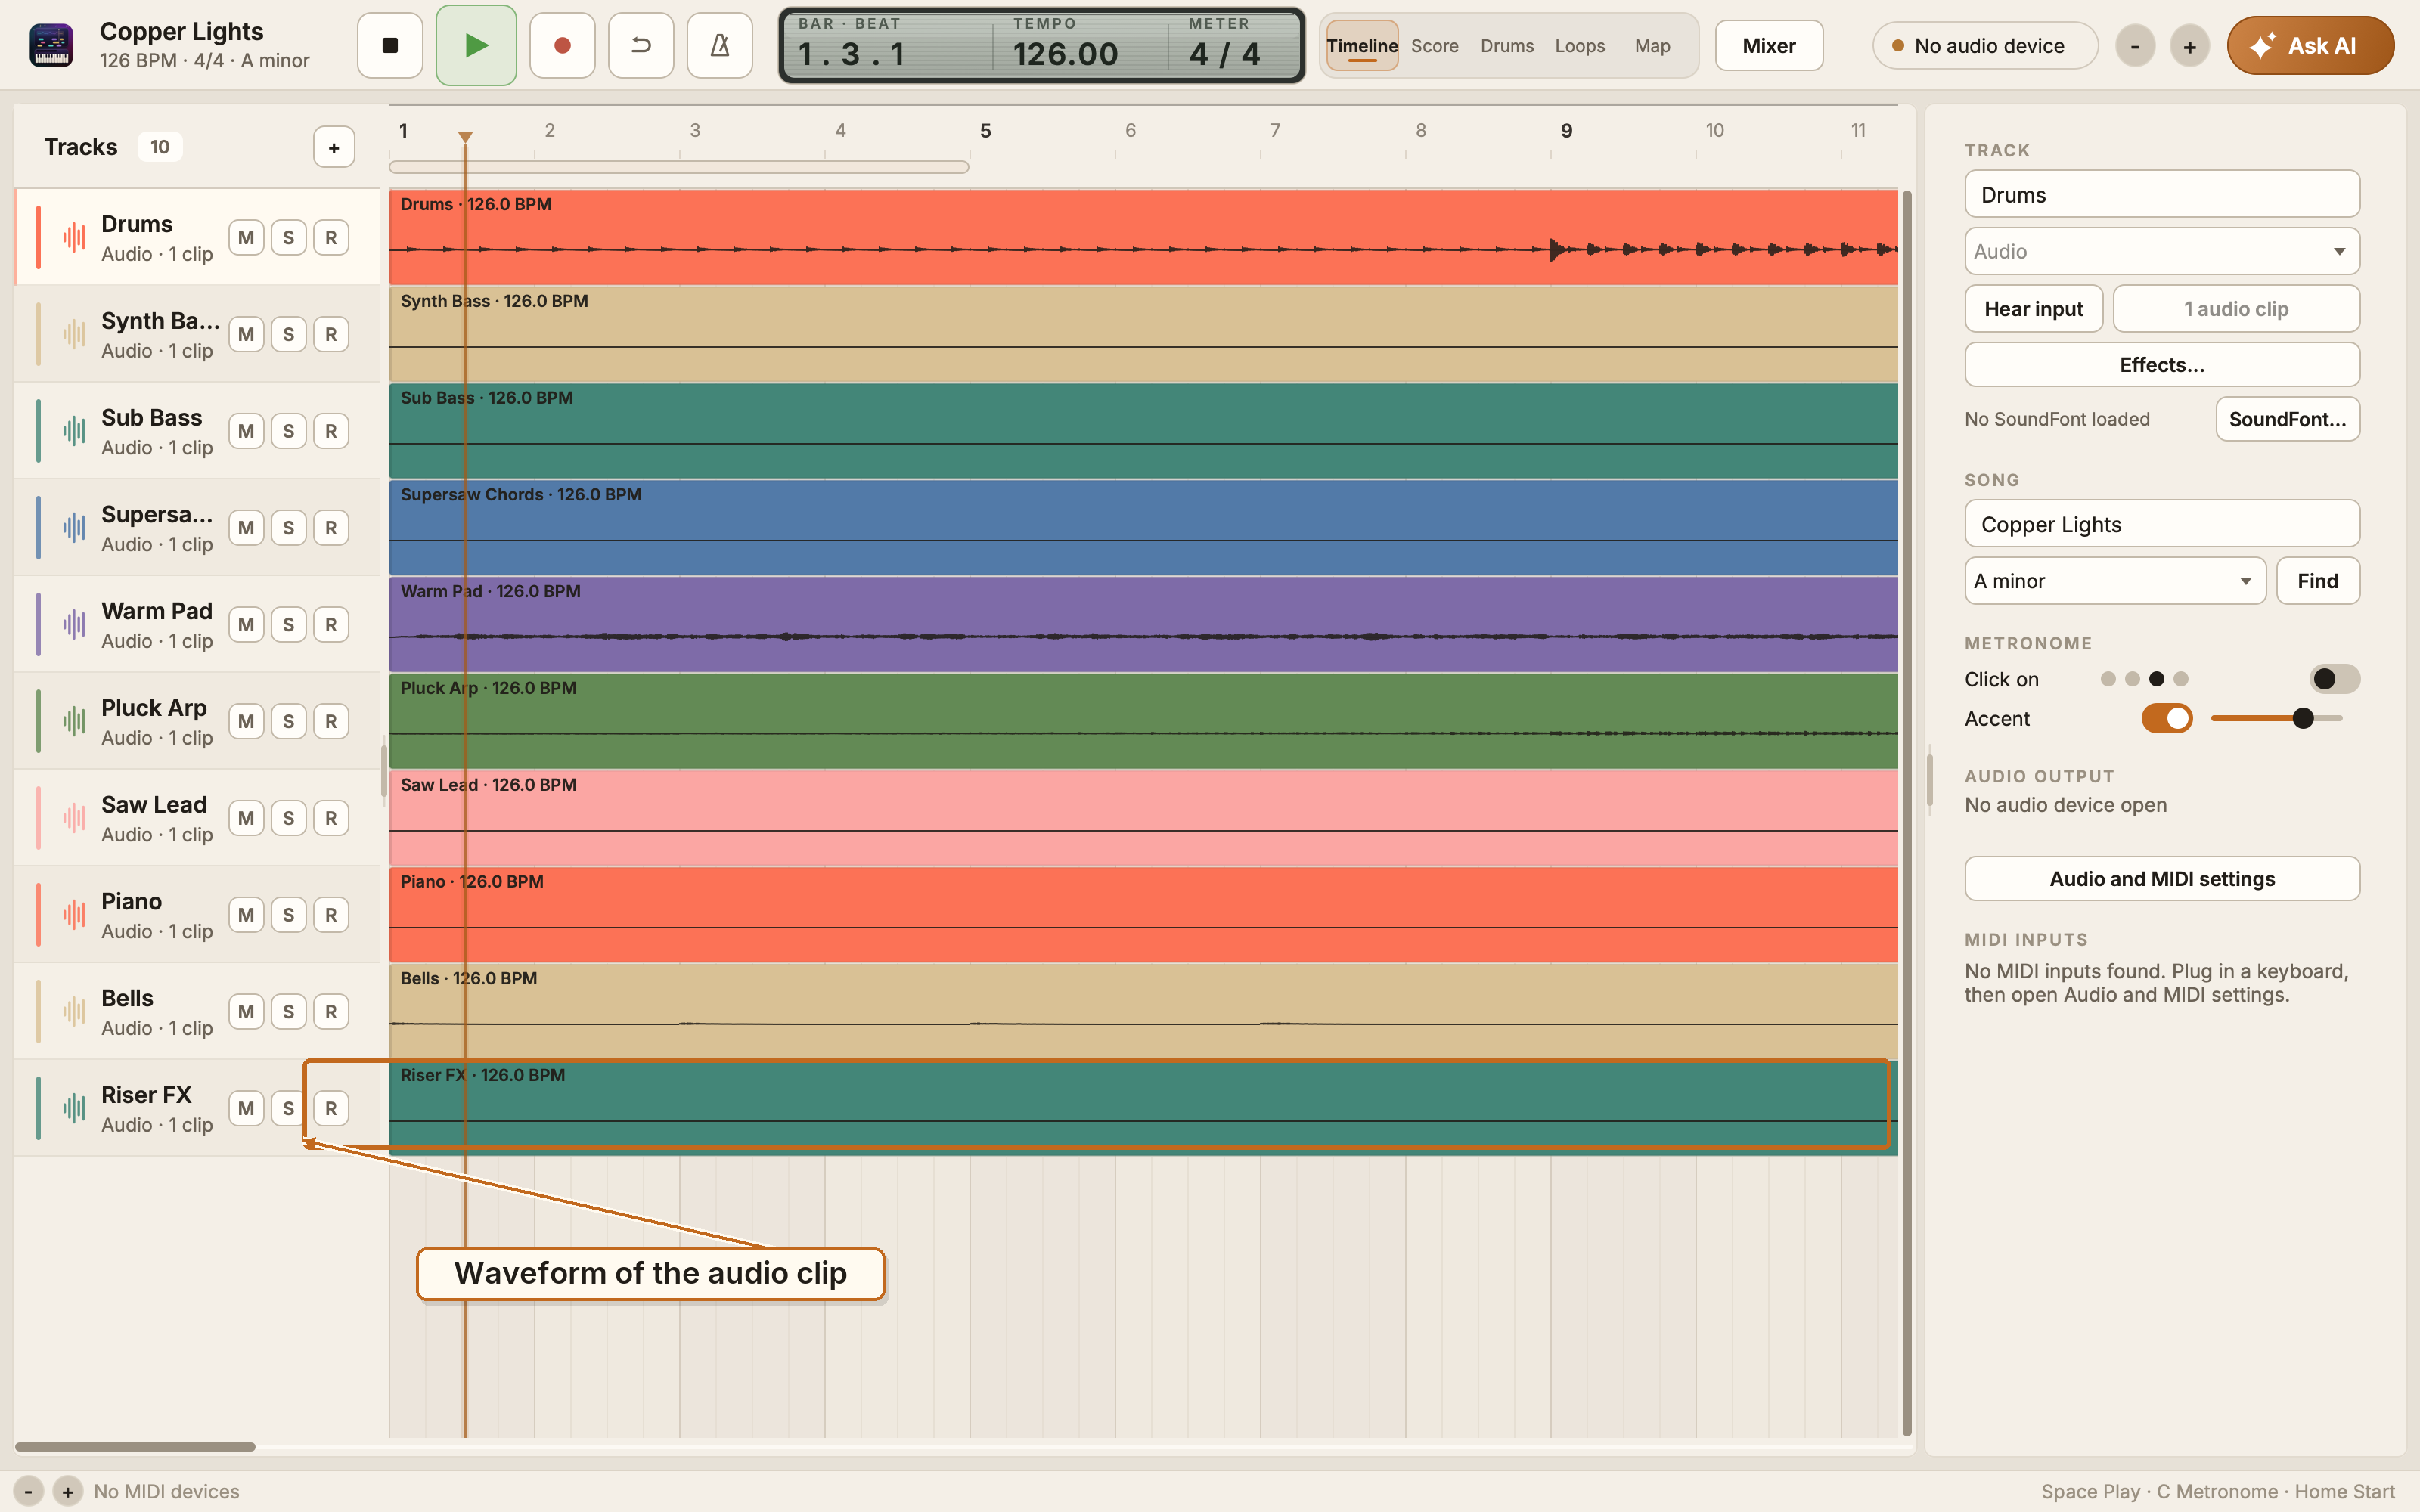 Copper Lights
126 BPM · 4/4 · A minor
BAR · BEAT
1.3.1
TEMPO
126.00
METER
4/4
Timeline
Score
Drums
Loops
Map
Mixer
No audio device
-
+
Ask AI
Tracks
10
+
1
2
3
4
5
6
7
8
9
10
11
Drums
Audio · 1 clip
M S R
Drums · 126.0 BPM
Synth Ba...
Audio · 1 clip
M S R
Synth Bass · 126.0 BPM
Sub Bass
Audio · 1 clip
M S R
Sub Bass · 126.0 BPM
Supersa...
Audio · 1 clip
M S R
Supersaw Chords · 126.0 BPM
Warm Pad
Audio · 1 clip
M S R
Warm Pad · 126.0 BPM
Pluck Arp
Audio · 1 clip
M S R
Pluck Arp · 126.0 BPM
Saw Lead
Audio · 1 clip
M S R
Saw Lead · 126.0 BPM
Piano
Audio · 1 clip
M S R
Piano · 126.0 BPM
Bells
Audio · 1 clip
M S R
Bells · 126.0 BPM
Riser FX
Audio · 1 clip
M S R
Riser FX · 126.0 BPM
Waveform of the audio clip
TRACK
Drums
Audio
Hear input
1 audio clip
Effects...
No SoundFont loaded
SoundFont...
SONG
Copper Lights
A minor
Find
METRONOME
Click on
Accent
AUDIO OUTPUT
No audio device open
Audio and MIDI settings
MIDI INPUTS
No MIDI inputs found. Plug in a keyboard,
then open Audio and MIDI settings.
-
+
No MIDI devices
Space Play · C Metronome · Home Start